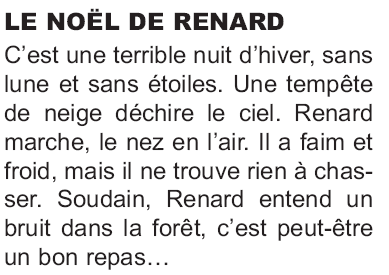 LE NOËL DE RENARD
C'est une terrible nuit d'hiver, sans
lune et sans étoiles. Une tempête
de neige déchire le ciel. Renard
marche, le nez en l'air. Il a faim et
froid, mais il ne trouve rien à chas-
ser. Soudain, Renard entend un
bruit dans la forêt, c'est peut-être
un bon repas…